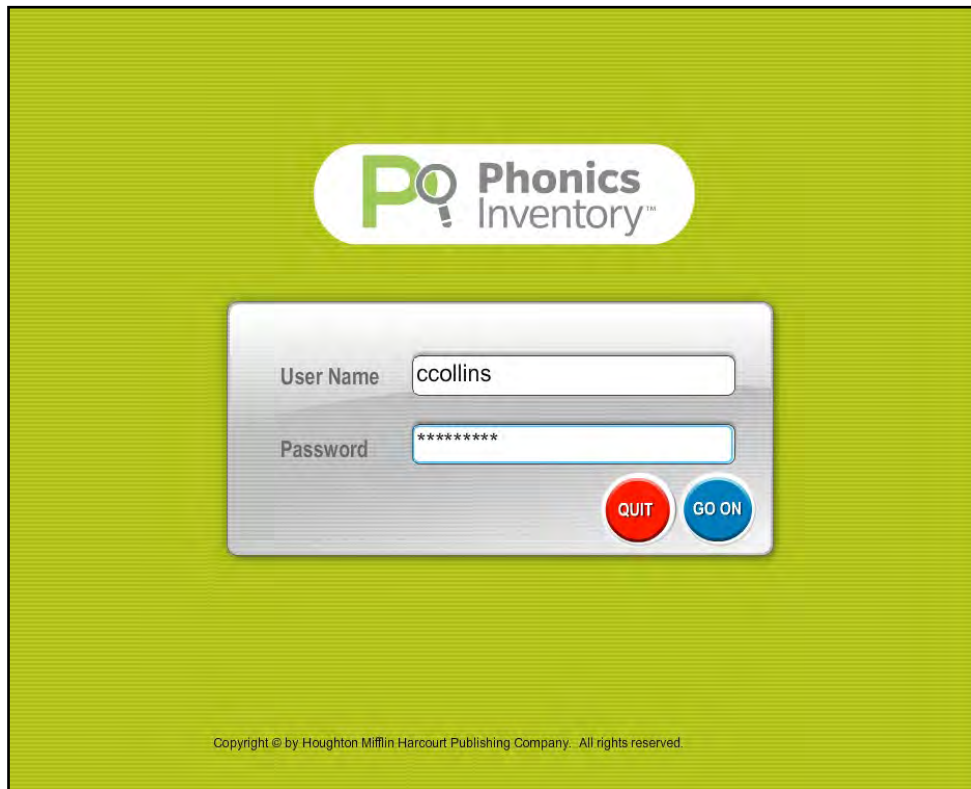 Phonics
Inventory™
User Name ccollins
Password *********
QUIT GO ON
Copyright © by Houghton Mifflin Harcourt Publishing Company. All rights reserved.